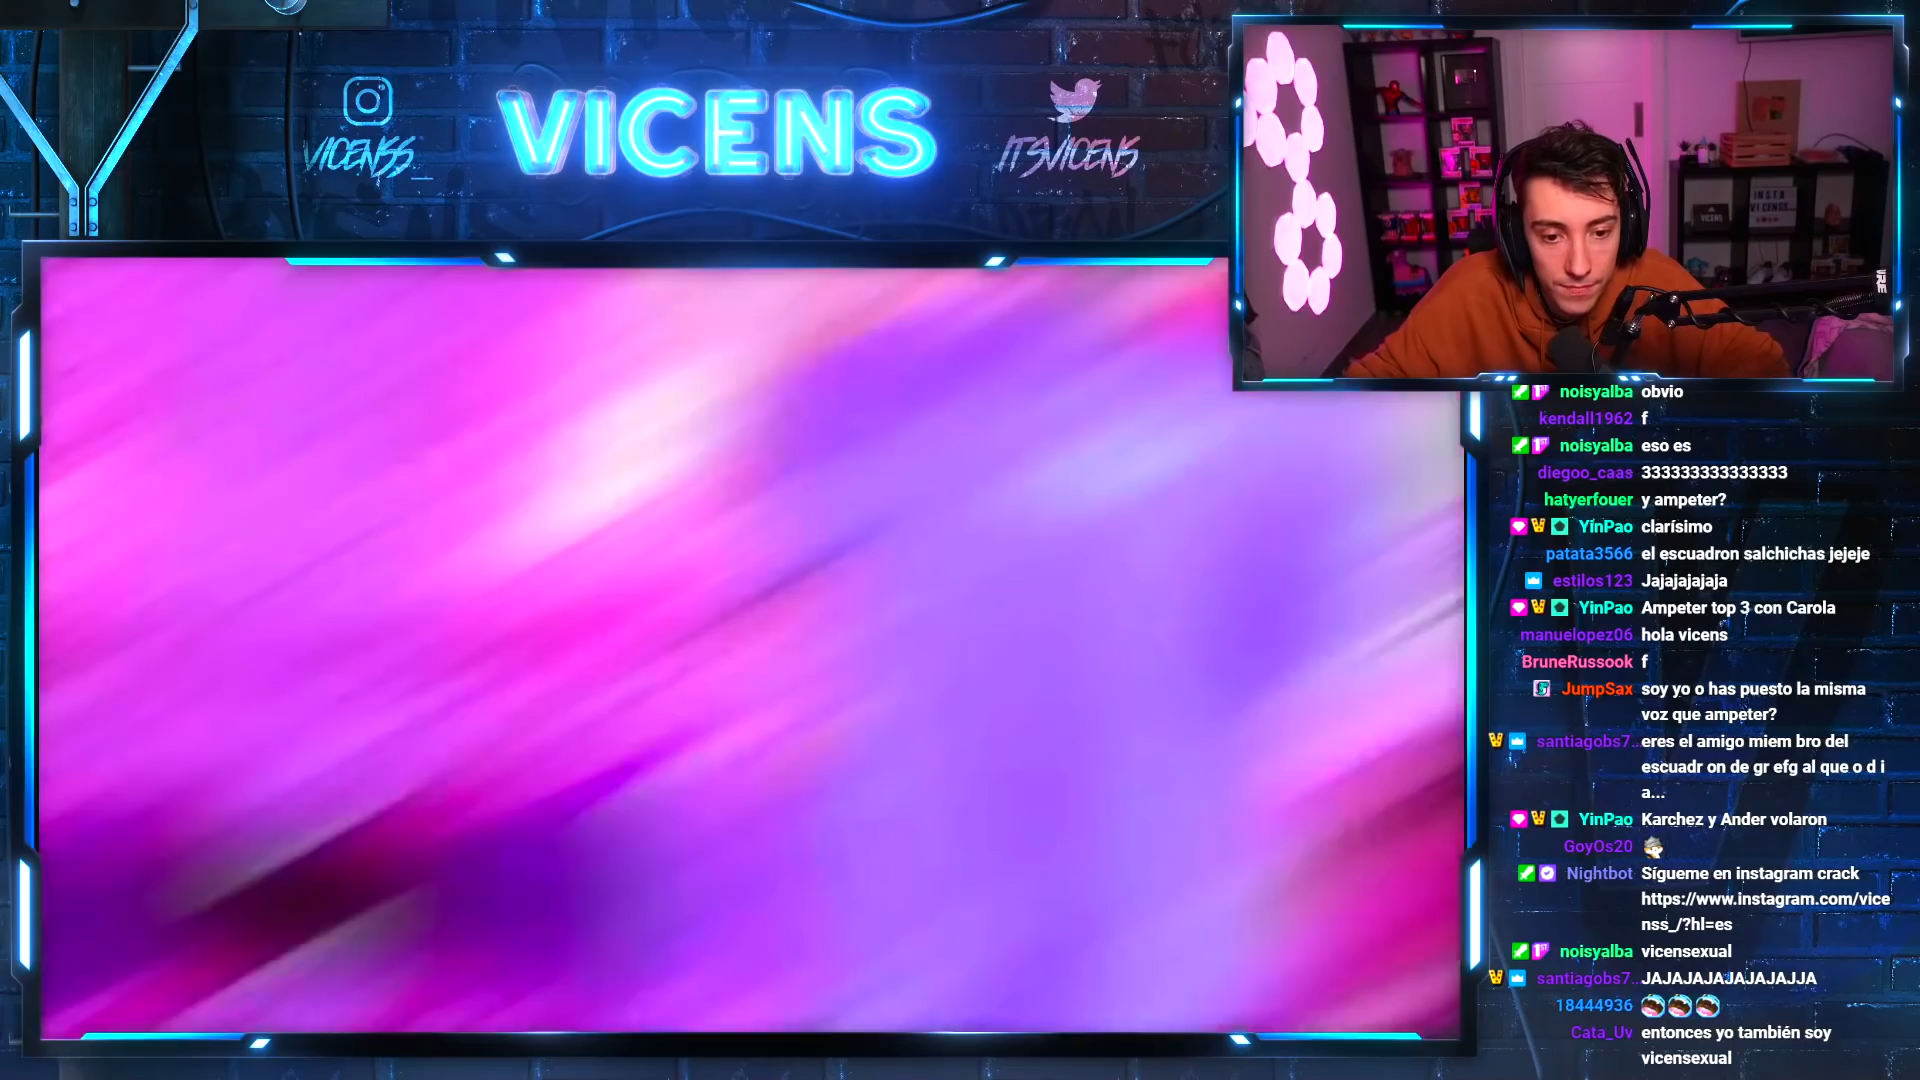 VICENS
VICENSS_
ITSVICENS
INSTA
VICENSS_
VICENS
noisyalba obvio
kendall1962 f
noisyalba eso es
diegoo_caas 333333333333333
hatyerfouer y ampeter?
YinPao clarísimo
patata3566 el escuadron salchichas jejeje
estilos123 Jajajajajaja
YinPao Ampeter top 3 con Carola
manuelopez06 hola vicens
BruneRussook f
JumpSax soy yo o has puesto la misma
voz que ampeter?
santiagobs7... eres el amigo miem bro del
escuadr on de gr efg al que o d i
a...
YinPao Karchez y Ander volaron
GoyOs20
Nightbot Sígueme en instagram crack
https://www.instagram.com/vice
nss_/?hl=es
noisyalba vicensexual
santiagobs7... JAJAJAJAJAJAJAJJA
18444936
Cata_Uv entonces yo también soy
vicensexual